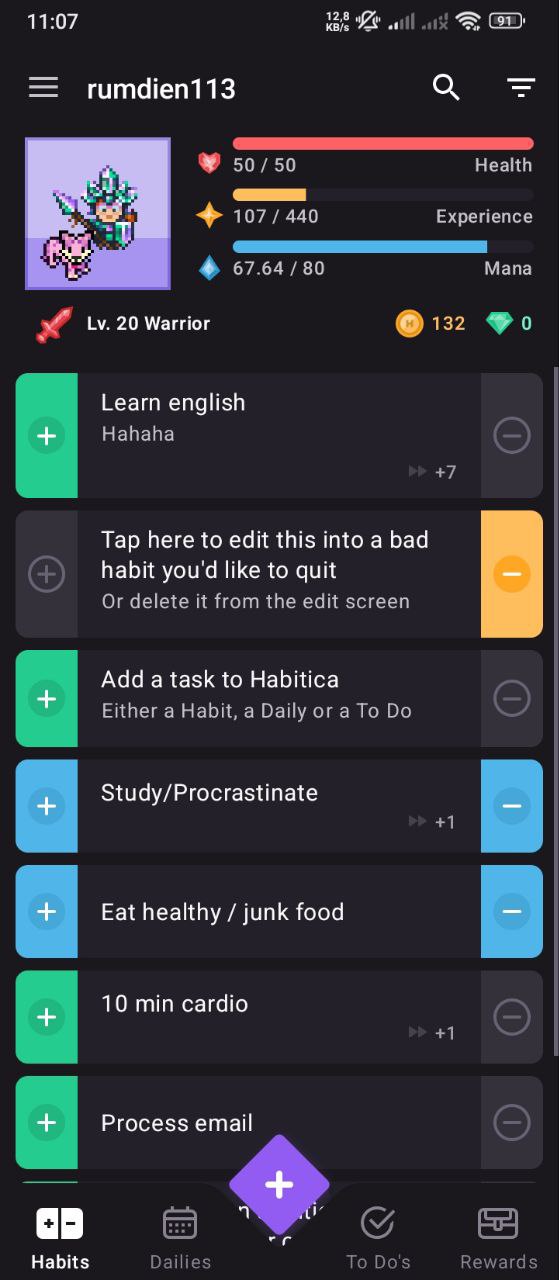 11:07
12,8
KB/s
91
rumdien113
50 / 50 Health
107 / 440 Experience
67.64 / 80 Mana
Lv. 20 Warrior
H
132
0
Learn english
Hahaha
+7
Tap here to edit this into a bad
habit you'd like to quit
Or delete it from the edit screen
Add a task to Habitica
Either a Habit, a Daily or a To Do
Study/Procrastinate
+1
Eat healthy / junk food
10 min cardio
+1
Process email
Habits
Dailies
To Do's
Rewards